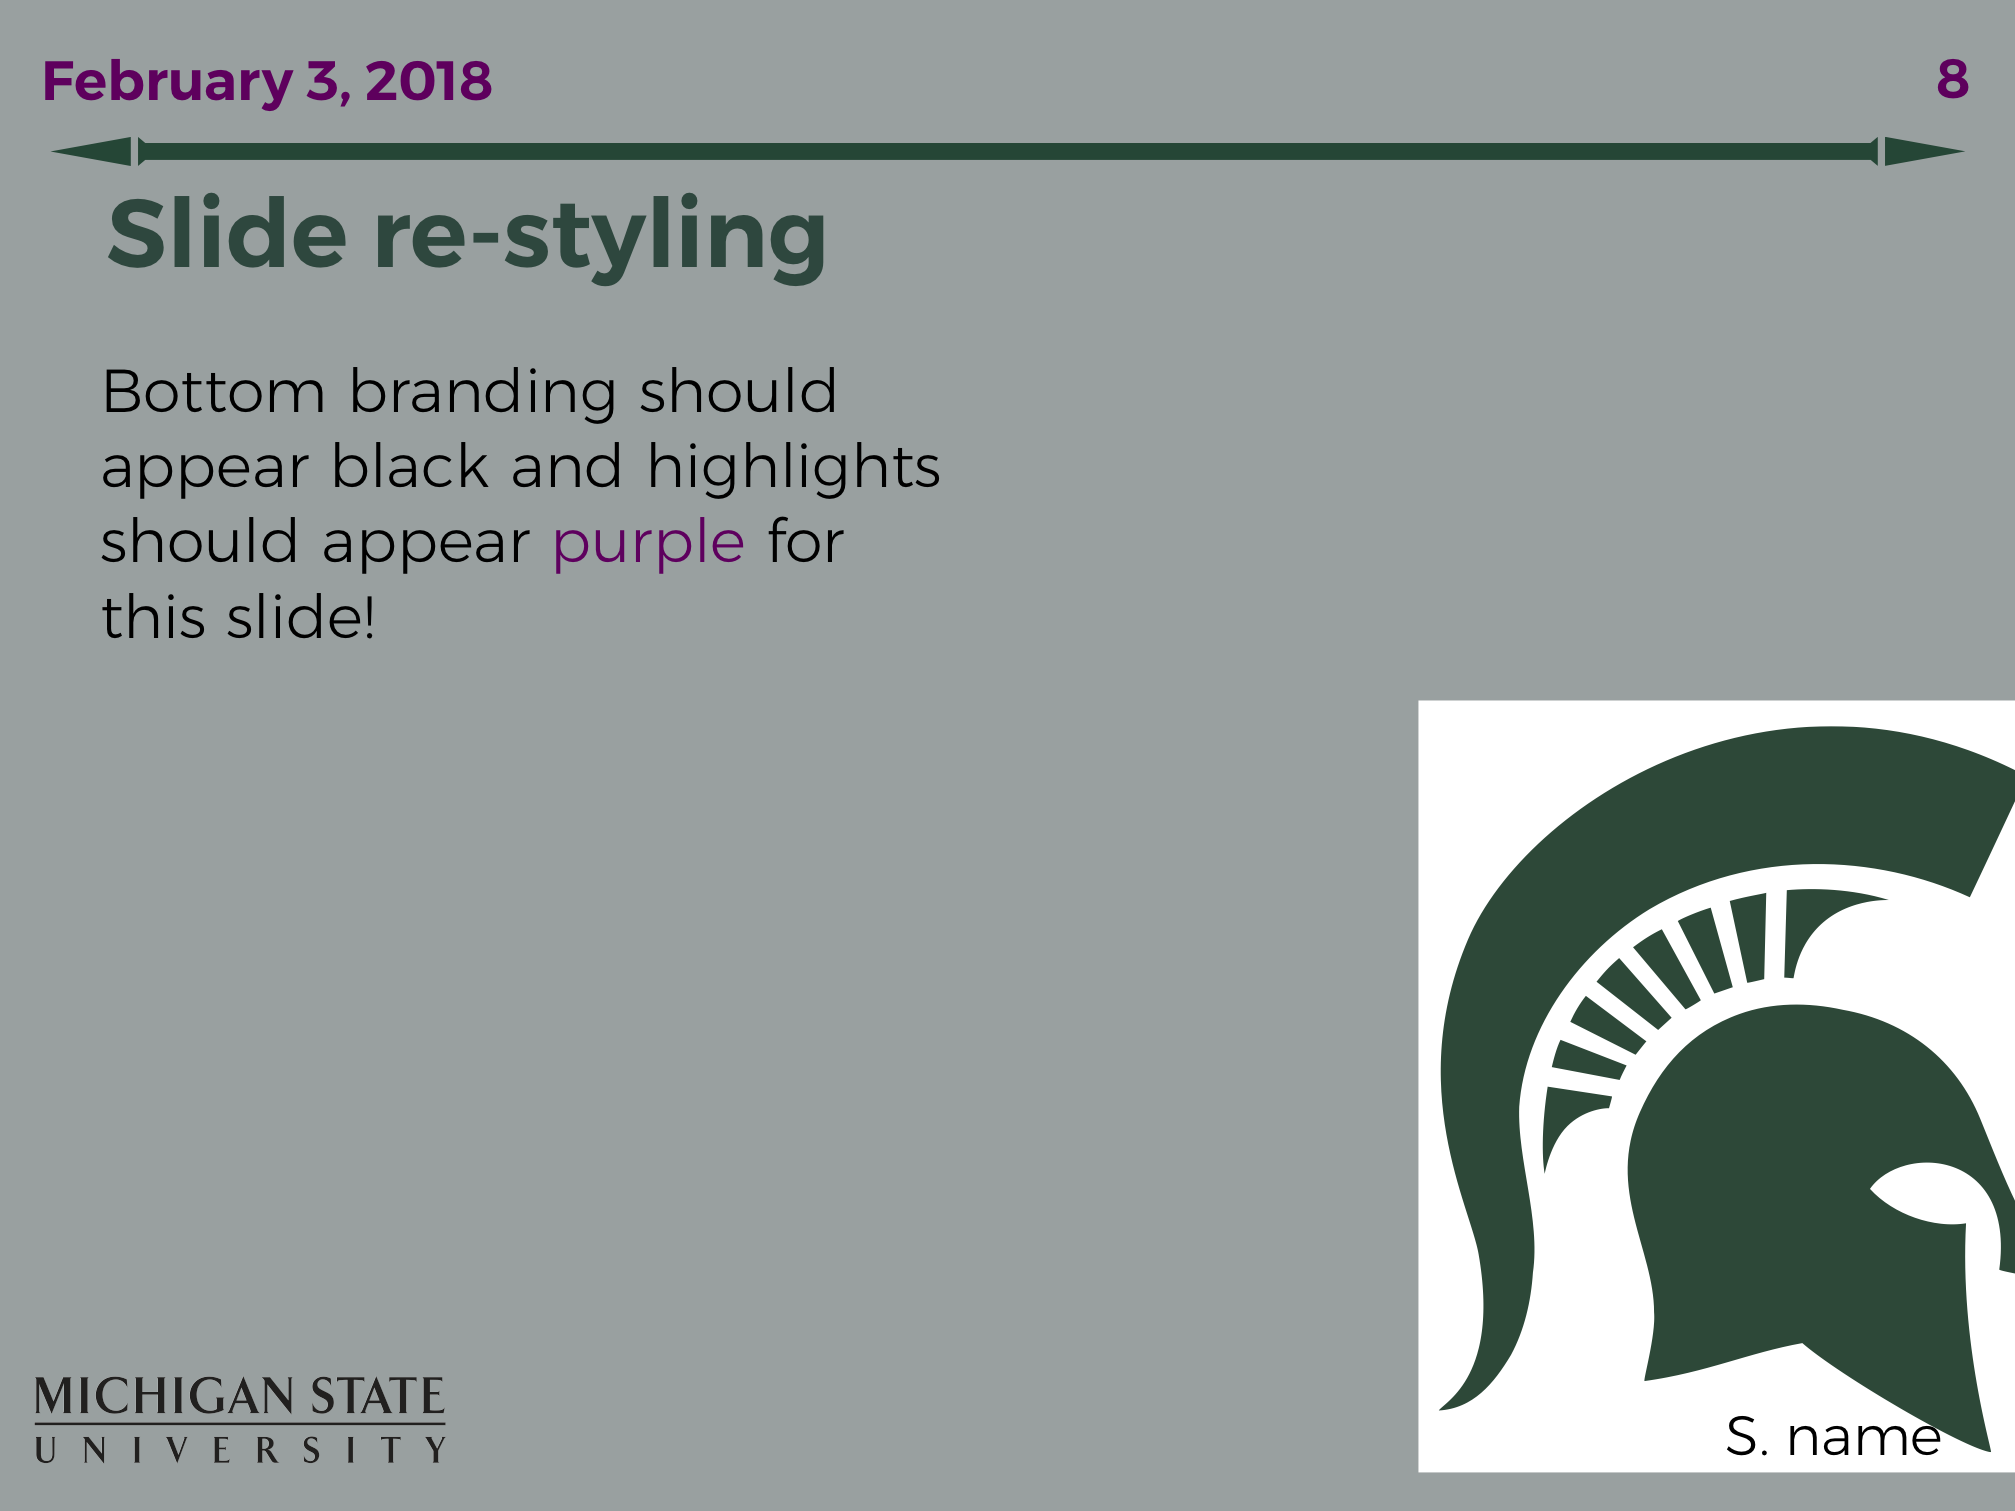 February 3, 2018
8
Slide re-styling
Bottom branding should
appear black and highlights
should appear purple for
this slide!
MICHIGAN STATE
UNIVERSITY
S. name